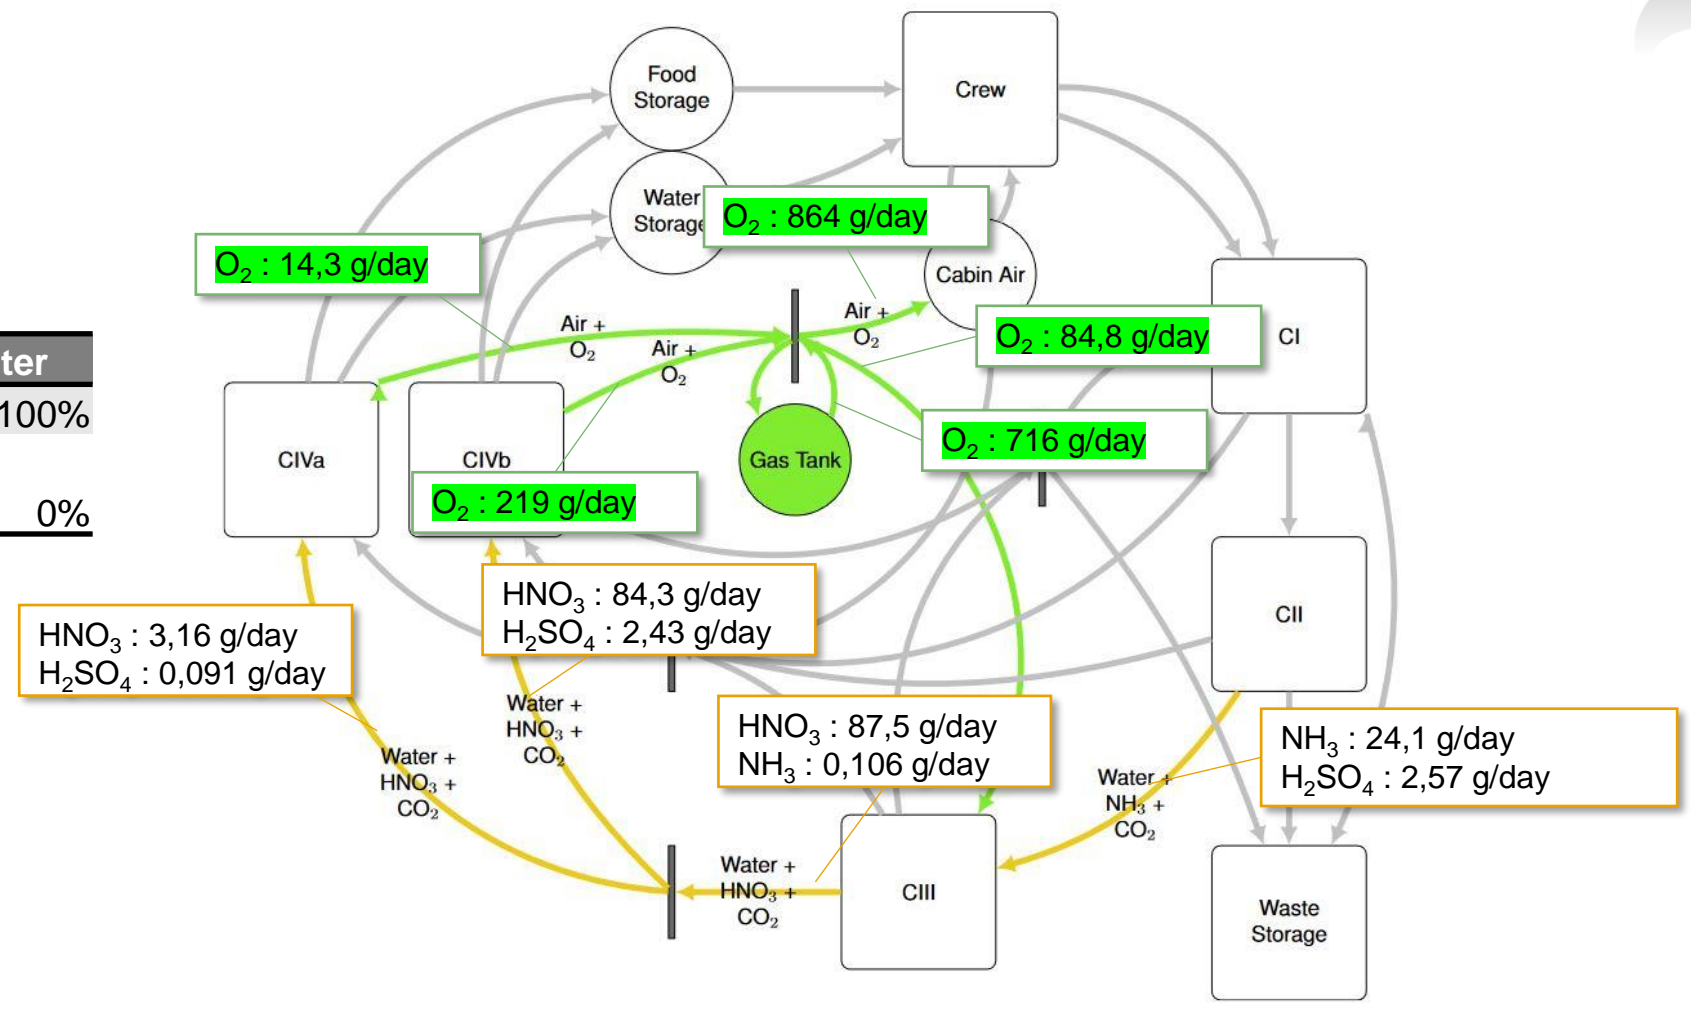 Food
Storage
Crew
Water
Storage
O₂ : 864 g/day
O₂ : 14,3 g/day
Cabin Air
Air +
O₂
Air +
O₂
Air +
O₂
O₂ : 84,8 g/day
CI
ter
100%
0%
CIVa
CIVb
Gas Tank
O₂ : 716 g/day
O₂ : 219 g/day
HNO₃ : 84,3 g/day
H₂SO₄ : 2,43 g/day
CII
HNO₃ : 3,16 g/day
H₂SO₄ : 0,091 g/day
Water +
HNO₃ +
CO₂
HNO₃ : 87,5 g/day
NH₃ : 0,106 g/day
NH₃ : 24,1 g/day
H₂SO₄ : 2,57 g/day
Water +
HNO₃ +
CO₂
Water +
NH₃ +
CO₂
Water +
HNO₃ +
CO₂
CIII
Waste
Storage